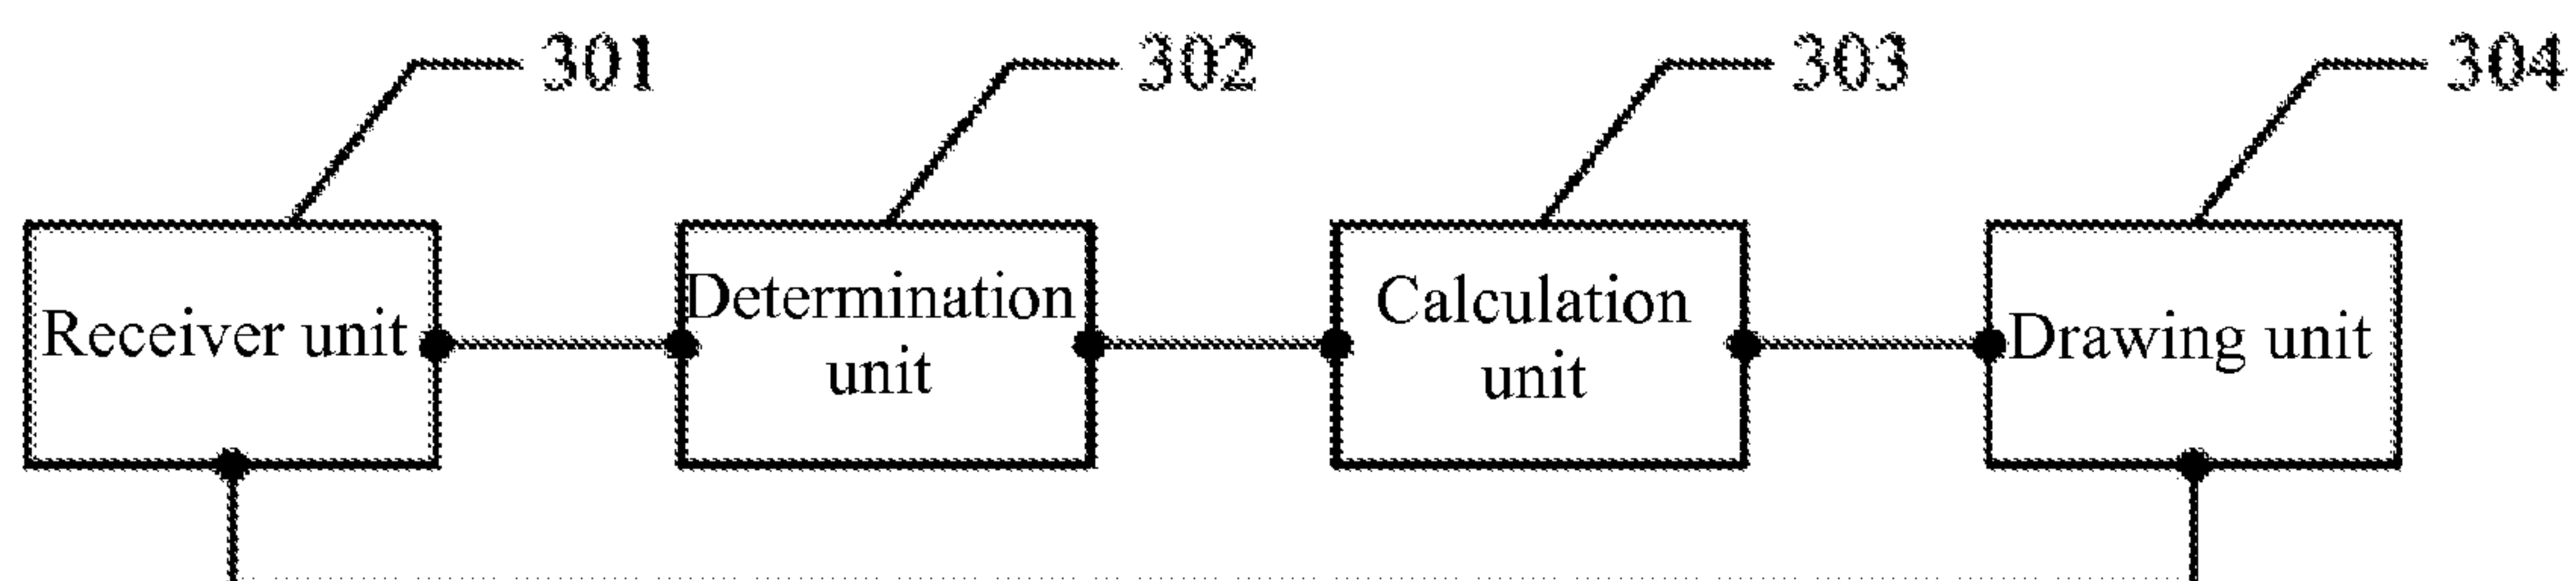 301 302 303 304
Receiver unit
Determination
unit
Calculation
unit
Drawing unit